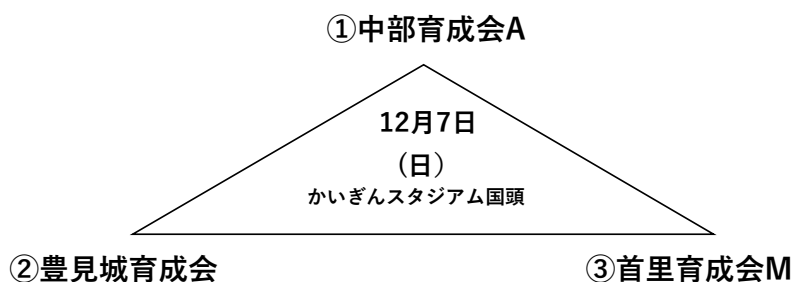 ①中部育成会A
12月7日
（日）
かいぎんスタジアム国頭
②豊見城育成会
③首里育成会M